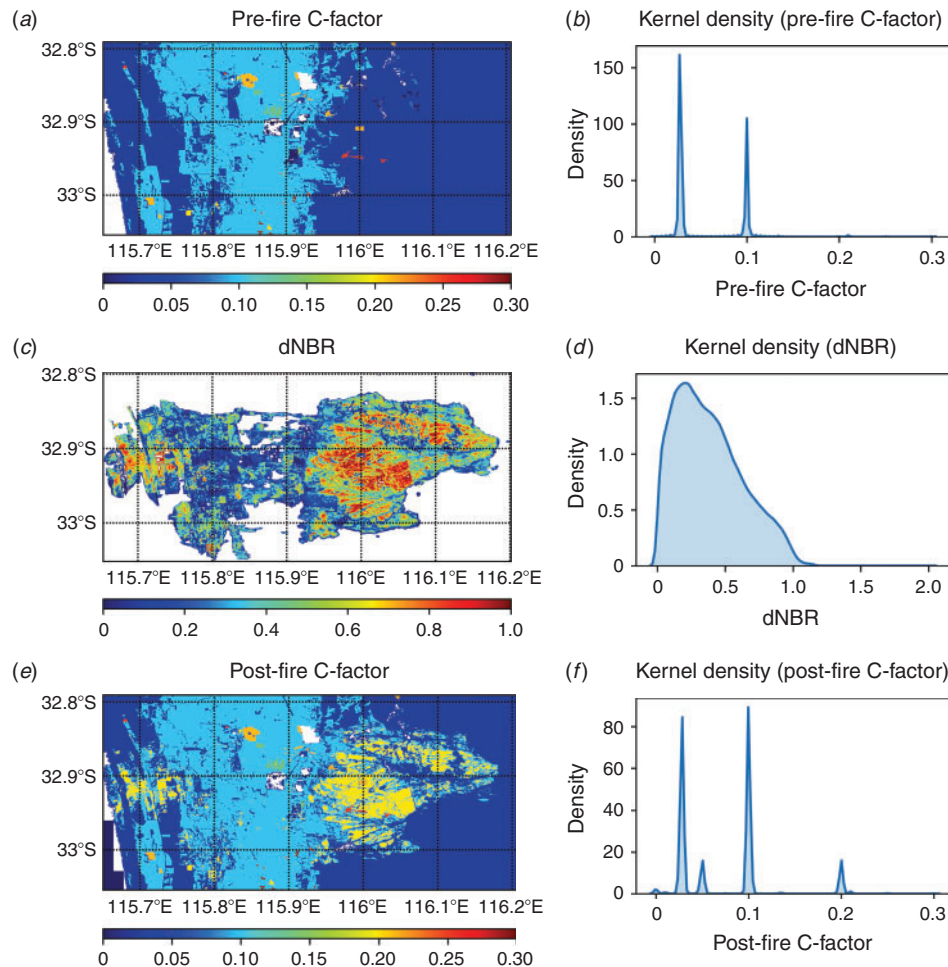 (a) Pre-fire C-factor
32.8°S
32.9°S
33°S
115.7°E 115.8°E 115.9°E 116°E 116.1°E 116.2°E
0 0.05 0.10 0.15 0.20 0.25 0.30
(b) Kernel density (pre-fire C-factor)
150
100
50
0
Density
0 0.1 0.2 0.3
Pre-fire C-factor
(c) dNBR
32.8°S
32.9°S
33°S
115.7°E 115.8°E 115.9°E 116°E 116.1°E 116.2°E
0 0.2 0.4 0.6 0.8 1.0
(d) Kernel density (dNBR)
1.5
1.0
0.5
0
Density
0 0.5 1.0 1.5 2.0
dNBR
(e) Post-fire C-factor
32.8°S
32.9°S
33°S
115.7°E 115.8°E 115.9°E 116°E 116.1°E 116.2°E
0 0.05 0.10 0.15 0.20 0.25 0.30
(f) Kernel density (post-fire C-factor)
80
60
40
20
0
Density
0 0.1 0.2 0.3
Post-fire C-factor